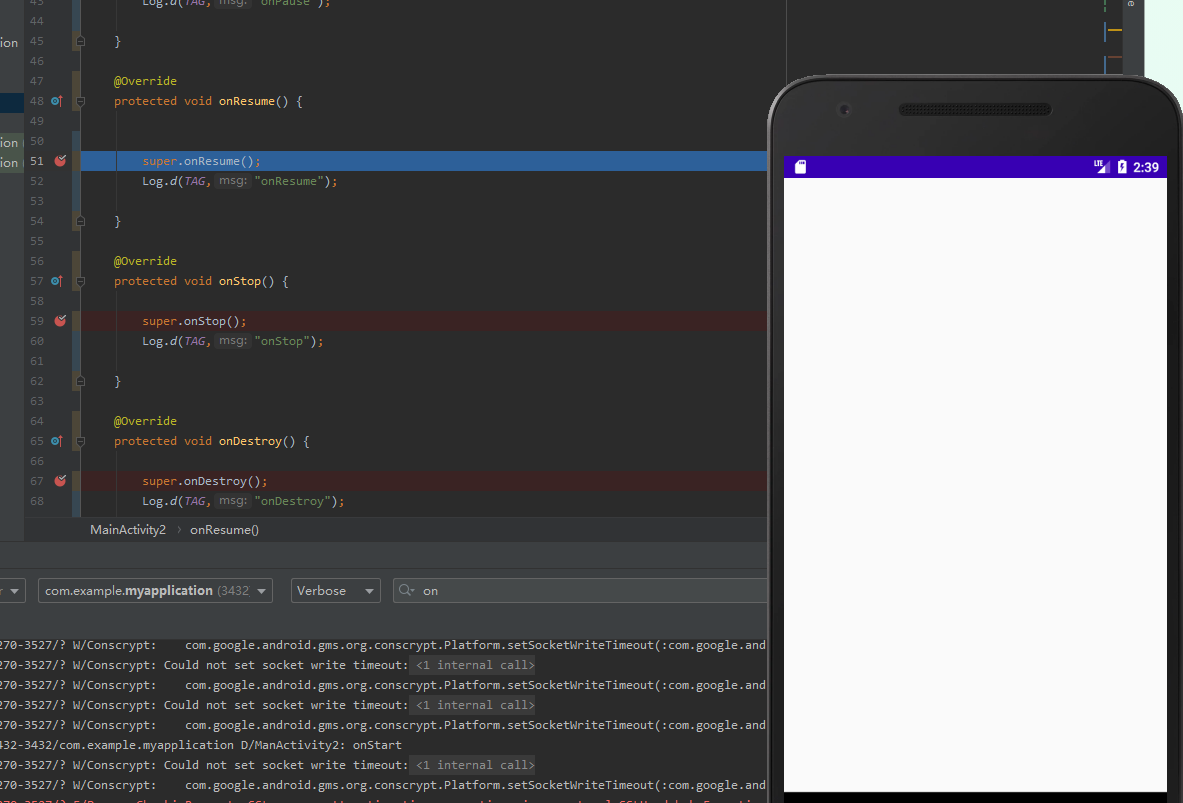 43 Log.d(TAG, msg: "onPause");
44
ion 45 }
46
47 @Override
48 protected void onResume() {
49
ion 50
ion 51 super.onResume();
52 Log.d(TAG, msg: "onResume");
53
54 }
55
56 @Override
57 protected void onStop() {
58
59 super.onStop();
60 Log.d(TAG, msg: "onStop");
61
62 }
63
64 @Override
65 protected void onDestroy() {
66
67 super.onDestroy();
68 Log.d(TAG, msg: "onDestroy");
MainActivity2 › onResume()
com.example.myapplication (3432 Verbose on
270-3527/? W/Conscrypt: com.google.android.gms.org.conscrypt.Platform.setSocketWriteTimeout(:com.google.and
270-3527/? W/Conscrypt: Could not set socket write timeout: <1 internal call>
270-3527/? W/Conscrypt: com.google.android.gms.org.conscrypt.Platform.setSocketWriteTimeout(:com.google.and
270-3527/? W/Conscrypt: Could not set socket write timeout: <1 internal call>
270-3527/? W/Conscrypt: com.google.android.gms.org.conscrypt.Platform.setSocketWriteTimeout(:com.google.and
432-3432/com.example.myapplication D/ManActivity2: onStart
270-3527/? W/Conscrypt: Could not set socket write timeout: <1 internal call>
270-3527/? W/Conscrypt: com.google.android.gms.org.conscrypt.Platform.setSocketWriteTimeout(:com.google.and
LTE 2:39